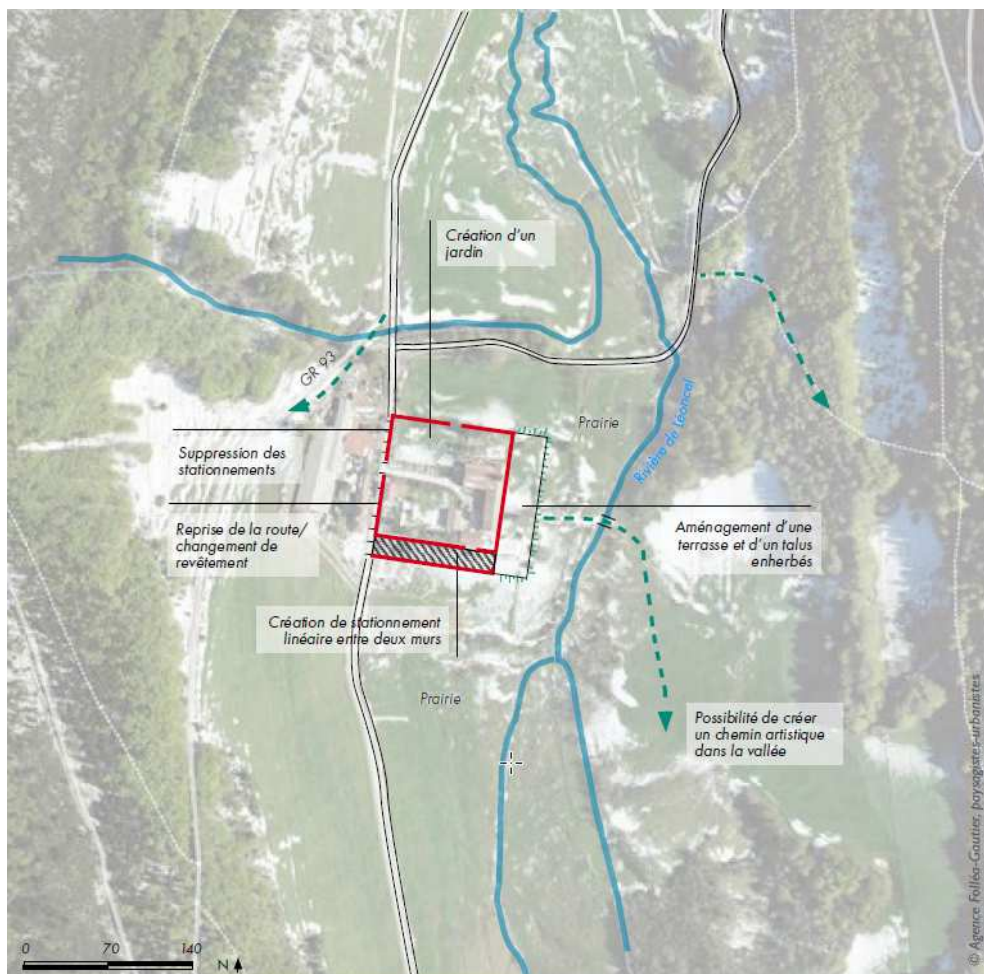 Création d'un
jardin
GR 93
Prairie
Rivière de Léoncel
Suppression des
stationnements
Reprise de la route/
changement de
revêtement
Aménagement d'une
terrasse et d'un talus
enherbés
Création de stationnement
linéaire entre deux murs
Prairie
Possibilité de créer
un chemin artistique
dans la vallée
© Agence Folléa-Gautier, paysagistes-urbanistes
0 70 140
N